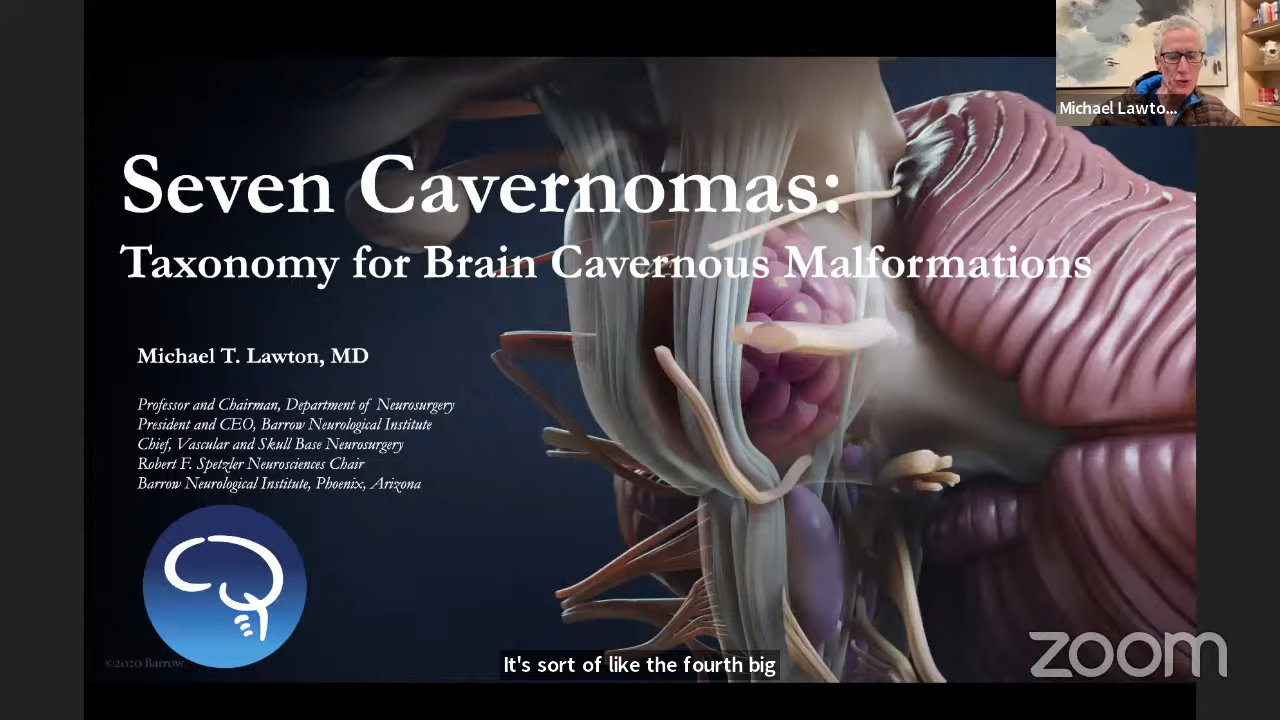 Seven Cavernomas:
Taxonomy for Brain Cavernous Malformations
Michael T. Lawton, MD
Professor and Chairman, Department of Neurosurgery
President and CEO, Barrow Neurological Institute
Chief, Vascular and Skull Base Neurosurgery
Robert F. Spetzler Neurosciences Chair
Barrow Neurological Institute, Phoenix, Arizona
©2020 Barrow
Michael Lawto...
It's sort of like the fourth big
zoom